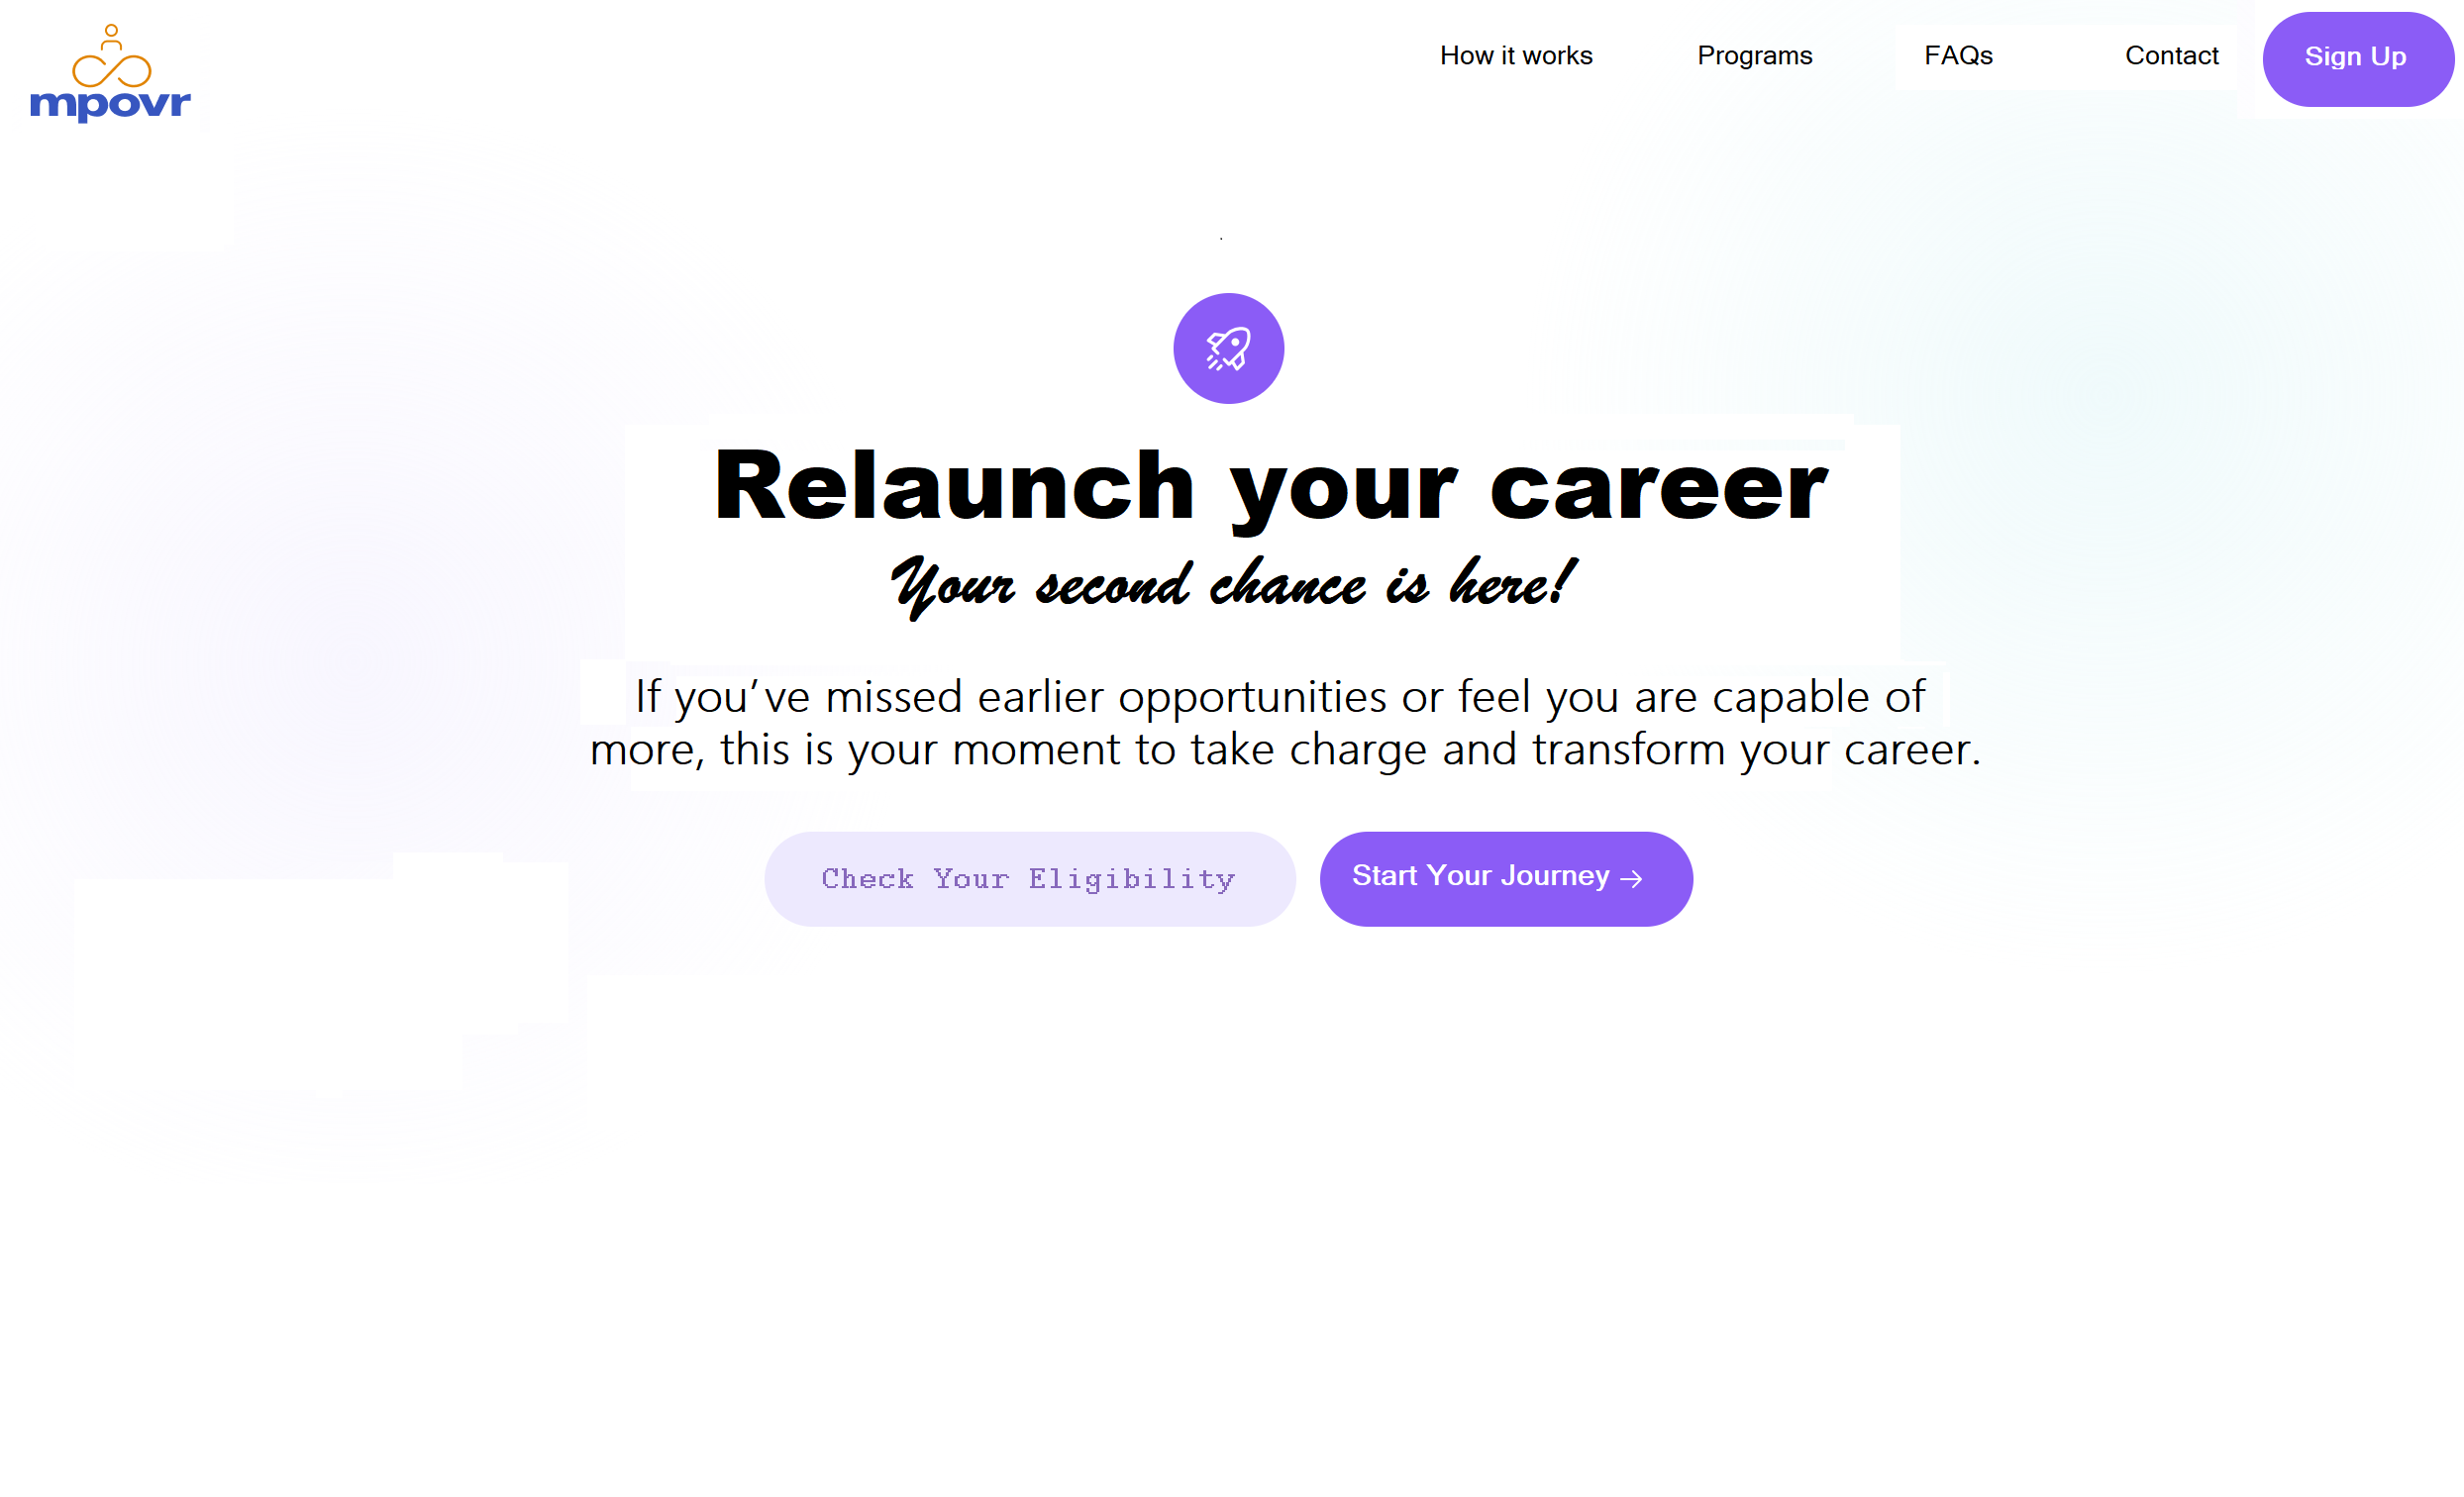 mpovr
How it works Programs FAQs Contact Sign Up
Relaunch your career
Your second chance is here!
If you’ve missed earlier opportunities or feel you are capable of
more, this is your moment to take charge and transform your career.
Check Your Eligibility Start Your Journey →